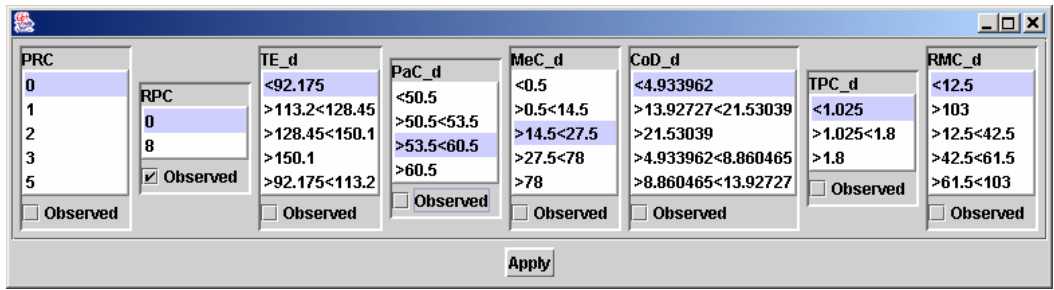 PRC
0
1
2
3
5
Observed
RPC
0
8
Observed
TE_d
<92.175
>113.2<128.45
>128.45<150.1
>150.1
>92.175<113.2
Observed
PaC_d
<50.5
>50.5<53.5
>53.5<60.5
>60.5
Observed
MeC_d
<0.5
>0.5<14.5
>14.5<27.5
>27.5<78
>78
Observed
CoD_d
<4.933962
>13.92727<21.53039
>21.53039
>4.933962<8.860465
>8.860465<13.92727
Observed
TPC_d
<1.025
>1.025<1.8
>1.8
Observed
RMC_d
<12.5
>103
>12.5<42.5
>42.5<61.5
>61.5<103
Observed
Apply